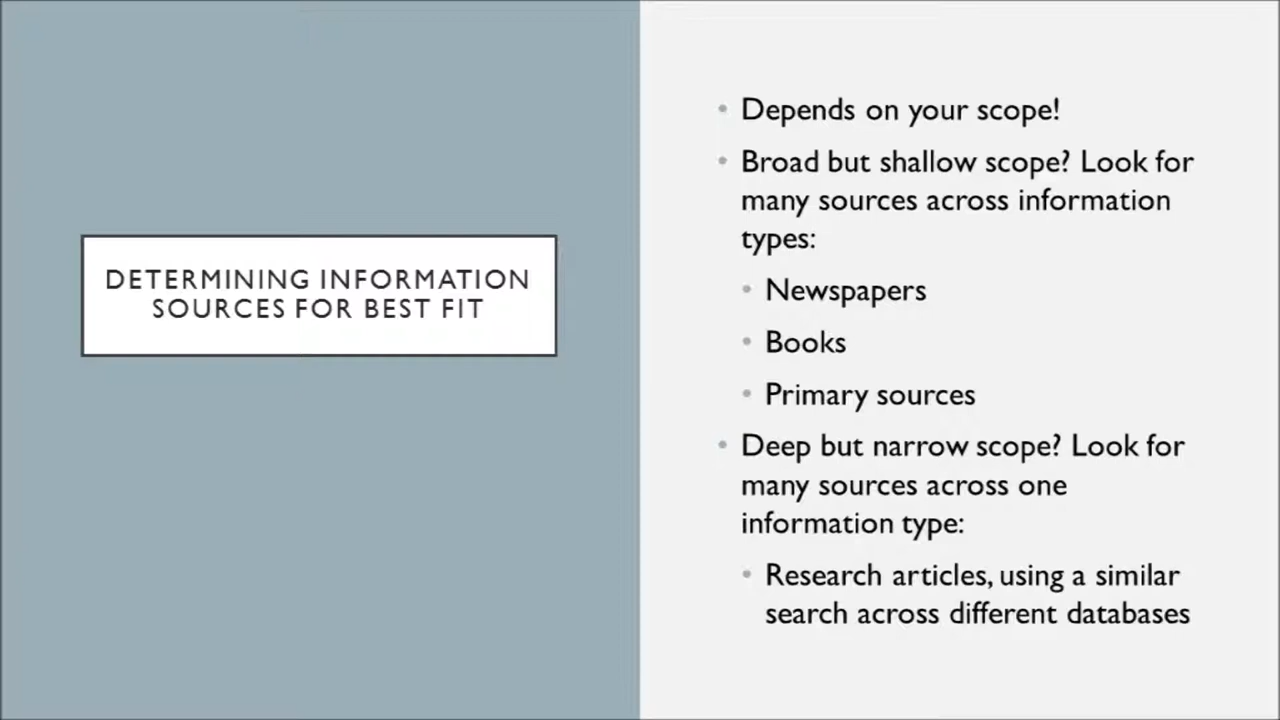 DETERMINING INFORMATION
SOURCES FOR BEST FIT
Depends on your scope!
Broad but shallow scope? Look for
many sources across information
types:
Newspapers
Books
Primary sources
Deep but narrow scope? Look for
many sources across one
information type:
Research articles, using a similar
search across different databases